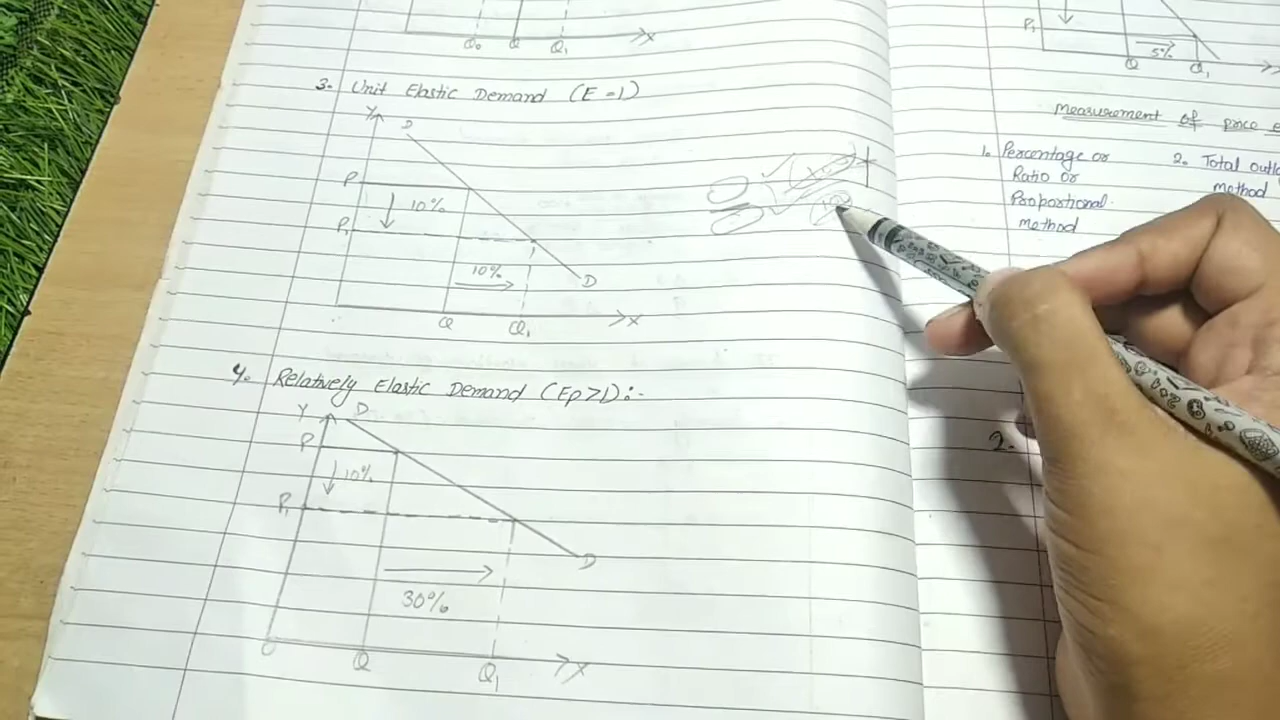 Q₀ Q Q₁ X
3. Unit Elastic Demand (E=1)
Y
D
P
10%
P₁
10%
D
Q Q₁ X
4. Relatively Elastic Demand (Ep>1):-
Y D
P
10%
P₁
D
30%
O Q Q₁ X
P₁
5%
Q Q₁
Measurement of price
1. Percentage or
Ratio or
Proportional
method
2. Total
method
2.